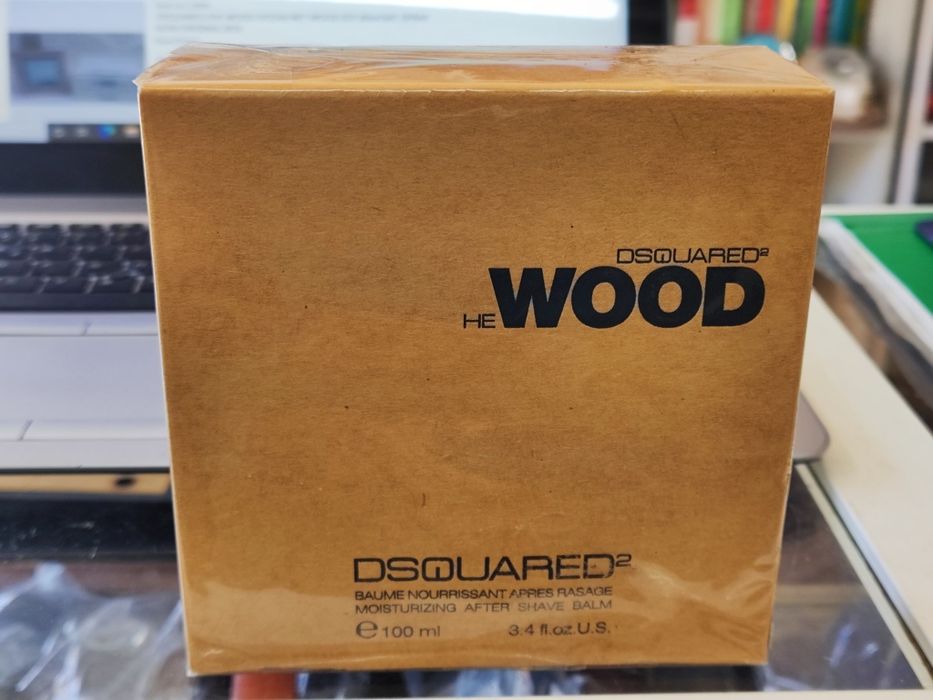 DSQUARED²
HE WOOD
DSQUARED²
BAUME NOURRISSANT APRES RASAGE
MOISTURIZING AFTER SHAVE BALM
℮ 100 ml 3.4 fl.oz.U.S.